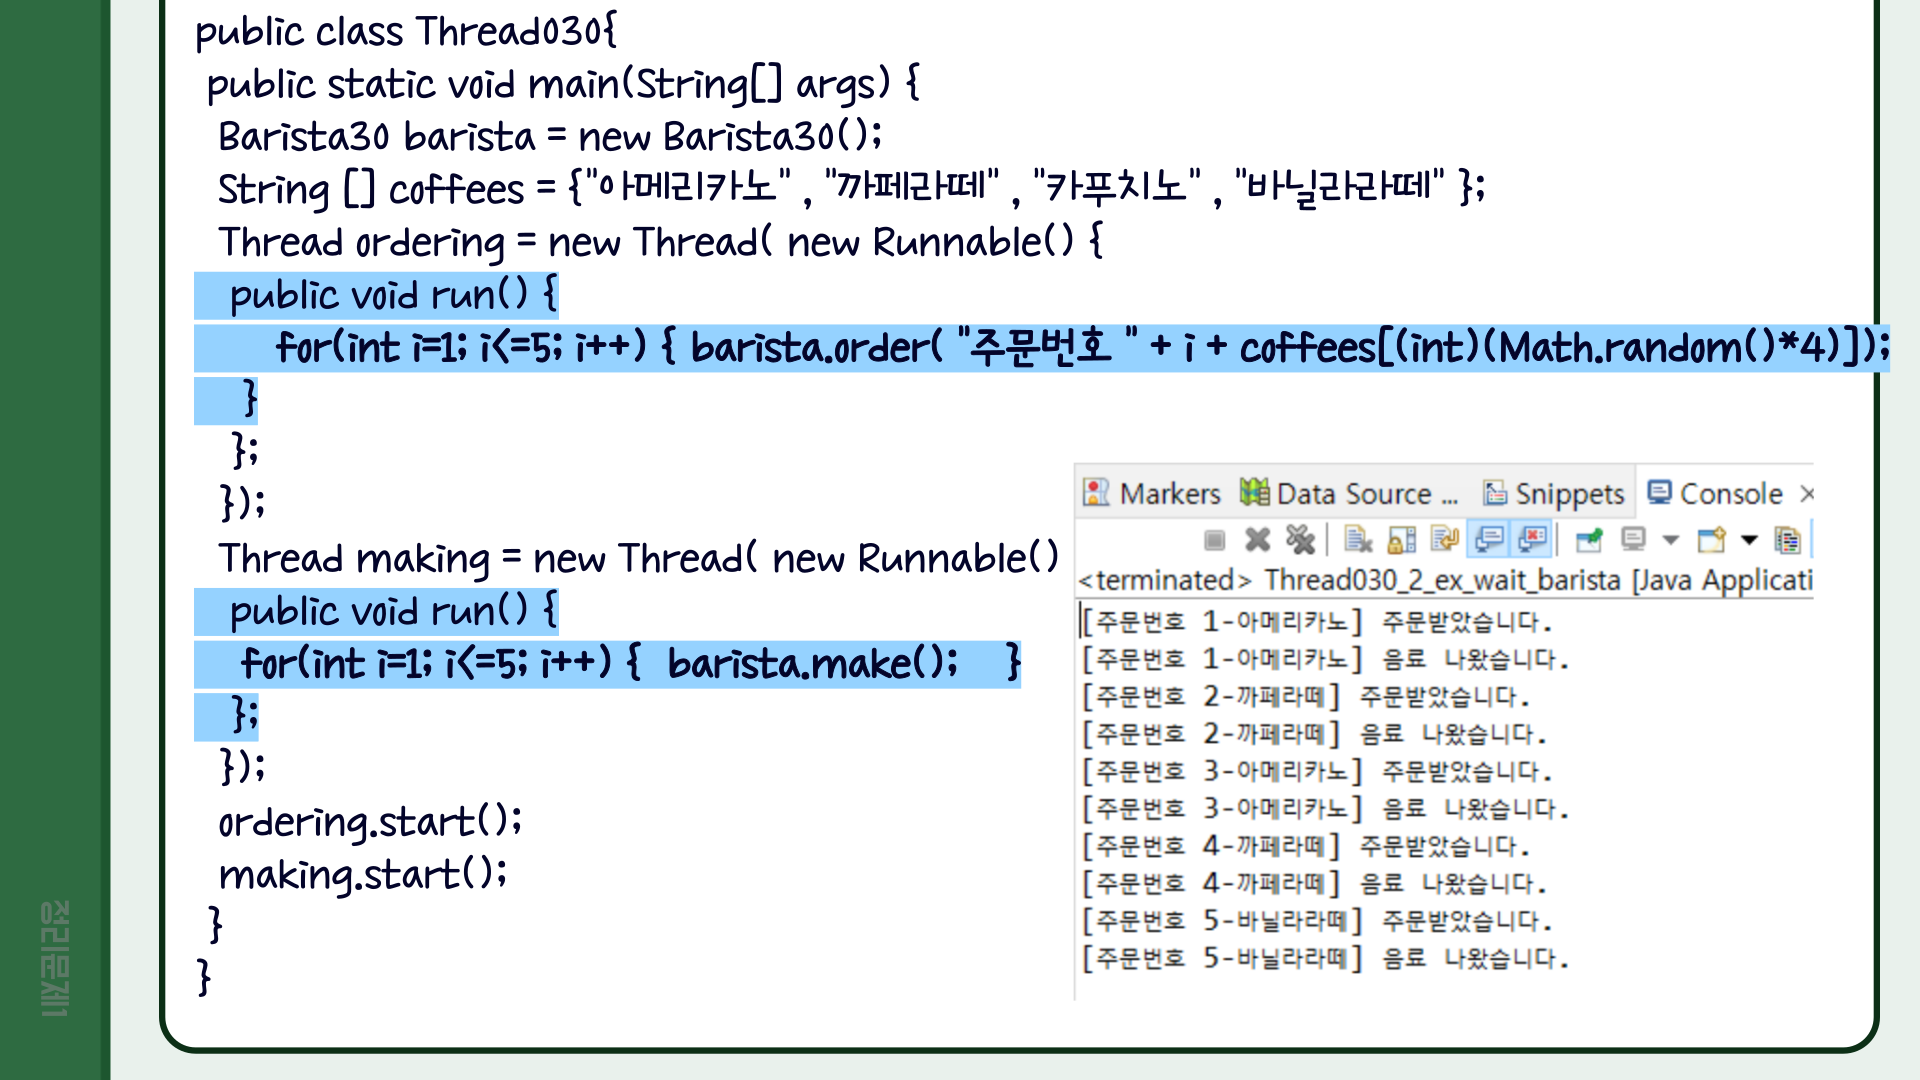 public class Thread030{
public static void main(String[] args) {
Barista30 barista = new Barista30();
String [] coffees = {"아메리카노" , "까페라떼" , "카푸치노" , "바닐라라떼" };
Thread ordering = new Thread( new Runnable() {
public void run() {
for(int i=1; i<=5; i++) { barista.order( "주문번호 " + i + coffees[(int)(Math.random()*4)]);
}
};
});
Thread making = new Thread( new Runnable()
public void run() {
for(int i=1; i<=5; i++) { barista.make(); }
};
});
ordering.start();
making.start();
}
}
Markers Data Source ... Snippets Console
<terminated> Thread030_2_ex_wait_barista [Java Applicati
[주문번호 1-아메리카노] 주문받았습니다.
[주문번호 1-아메리카노] 음료 나왔습니다.
[주문번호 2-까페라떼] 주문받았습니다.
[주문번호 2-까페라떼] 음료 나왔습니다.
[주문번호 3-아메리카노] 주문받았습니다.
[주문번호 3-아메리카노] 음료 나왔습니다.
[주문번호 4-까페라떼] 주문받았습니다.
[주문번호 4-까페라떼] 음료 나왔습니다.
[주문번호 5-바닐라라떼] 주문받았습니다.
[주문번호 5-바닐라라떼] 음료 나왔습니다.
정리문제1